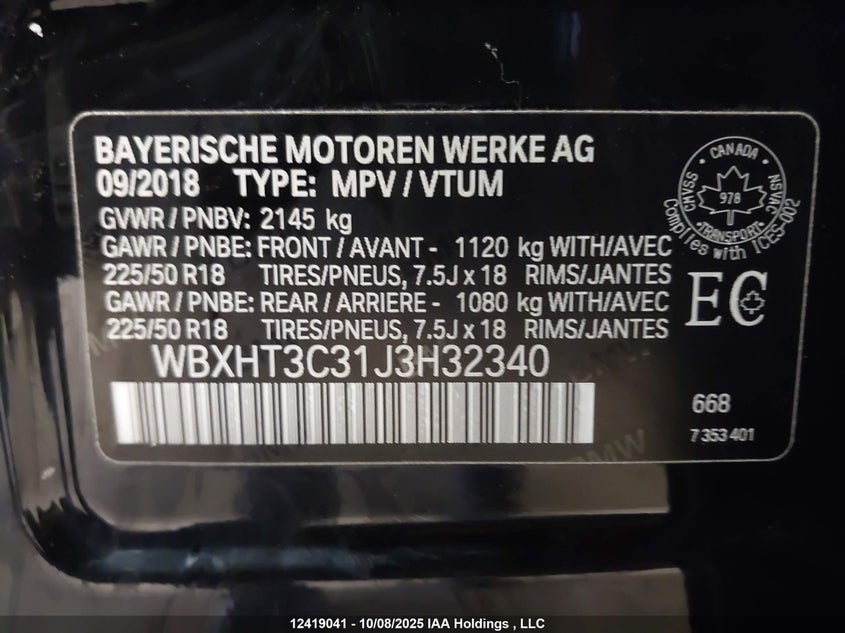 BAYERISCHE MOTOREN WERKE AG
09/2018 TYPE: MPV / VTUM
GVWR / PNBV: 2145 kg
GAWR / PNBE: FRONT / AVANT - 1120 kg WITH/AVEC
225/50 R18 TIRES/PNEUS, 7.5J x 18 RIMS/JANTES
GAWR / PNBE: REAR / ARRIERE - 1080 kg WITH/AVEC
225/50 R18 TIRES/PNEUS, 7.5J x 18 RIMS/JANTES
WBXHT3C31J3H32340
CMVSS · CANADA · NSVAC
978
TRANSPORT
Complies with ICES-002
EC
668
7 353 401
BMW
12419041 - 10/08/2025 IAA Holdings , LLC